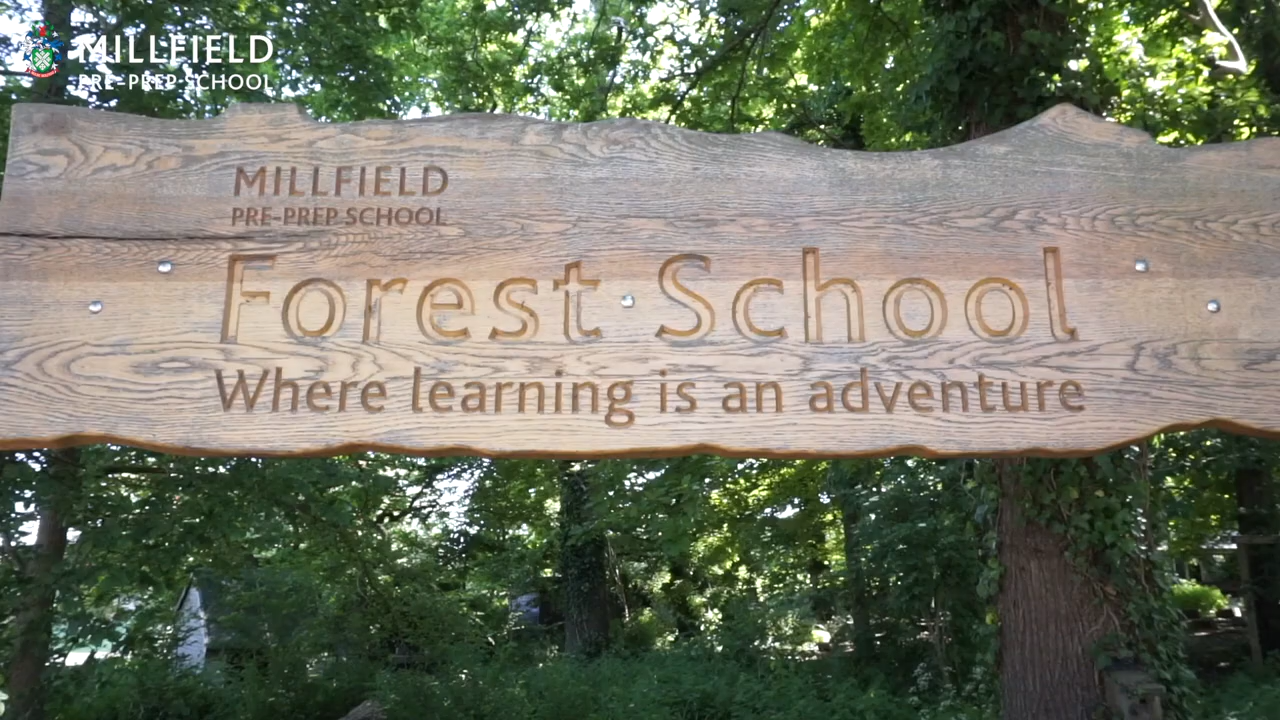 MILLFIELD
PRE-PREP SCHOOL
MILLFIELD
PRE-PREP SCHOOL
Forest School
Where learning is an adventure